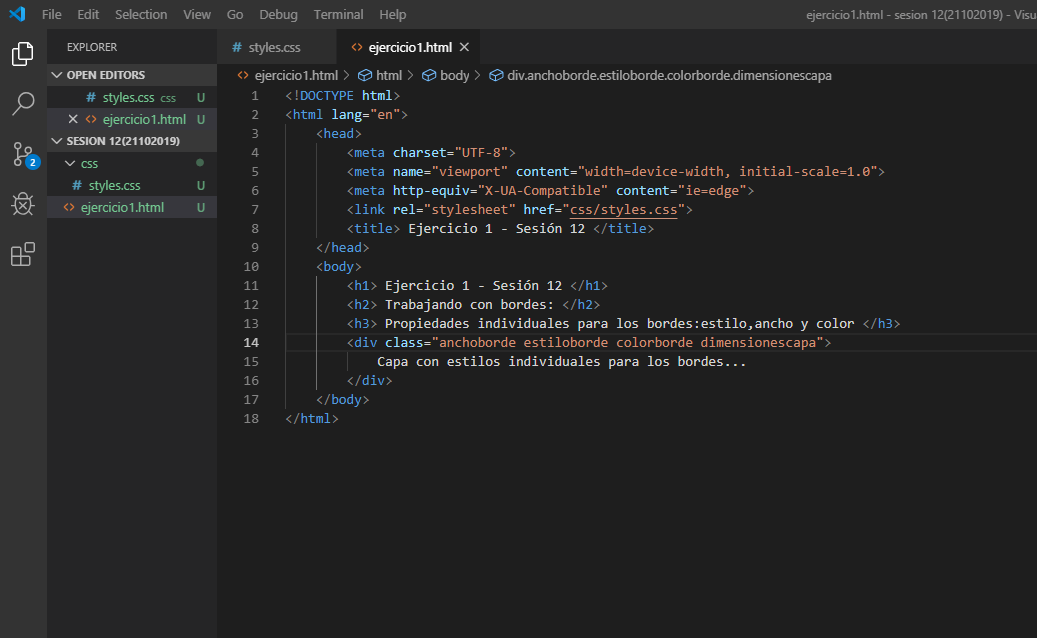 File Edit Selection View Go Debug Terminal Help ejercicio1.html - sesion 12(21102019) - Visu
EXPLORER
OPEN EDITORS
# styles.css css U
× <> ejercicio1.html U
SESION 12(21102019)
css
# styles.css U
<> ejercicio1.html U
2
# styles.css
<> ejercicio1.html ×
<> ejercicio1.html > html > body > div.anchoborde.estiloborde.colorborde.dimensionescapa
1 <!DOCTYPE html>
2 <html lang="en">
3 <head>
4 <meta charset="UTF-8">
5 <meta name="viewport" content="width=device-width, initial-scale=1.0">
6 <meta http-equiv="X-UA-Compatible" content="ie=edge">
7 <link rel="stylesheet" href="css/styles.css">
8 <title> Ejercicio 1 - Sesión 12 </title>
9 </head>
10 <body>
11 <h1> Ejercicio 1 - Sesión 12 </h1>
12 <h2> Trabajando con bordes: </h2>
13 <h3> Propiedades individuales para los bordes:estilo,ancho y color </h3>
14 <div class="anchoborde estiloborde colorborde dimensionescapa">
15 Capa con estilos individuales para los bordes...
16 </div>
17 </body>
18 </html>